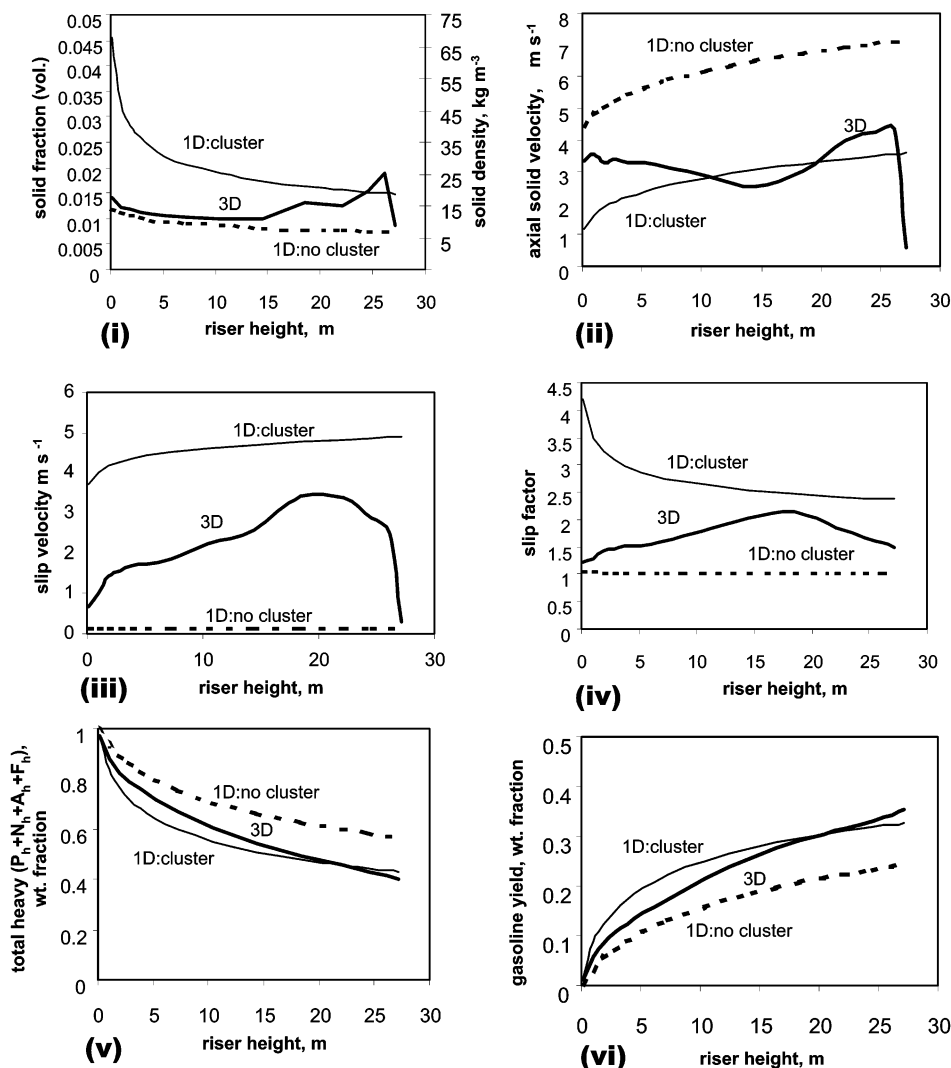 solid fraction (vol.)
0.05
0.045
0.04
0.035
0.03
0.025
0.02
0.015
0.01
0.005
0
75
65
55
45
35
25
15
5
solid density, kg m-3
1D:cluster
3D
1D:no cluster
0 5 10 15 20 25 30
riser height, m
(i)
axial solid velocity, m s-1
8
7
6
5
4
3
2
1
0
1D:no cluster
3D
1D:cluster
0 5 10 15 20 25 30
riser height, m
(ii)
slip velocity m s -1
6
5
4
3
2
1
0
1D:cluster
3D
1D:no cluster
0 10 20 30
riser height, m
(iii)
slip factor
4.5
4
3.5
3
2.5
2
1.5
1
0.5
0
1D:cluster
3D
1D:no cluster
0 5 10 15 20 25 30
riser height, m
(iv)
total heavy (Ph+Nh+Ah+Fh),
wt. fraction
1
0.8
0.6
0.4
0.2
0
1D:no cluster
3D
1D:cluster
0 5 10 15 20 25 30
riser height, m
(v)
gasoline yield, wt. fraction
0.5
0.4
0.3
0.2
0.1
0
1D:cluster
3D
1D:no cluster
0 5 10 15 20 25 30
riser height, m
(vi)